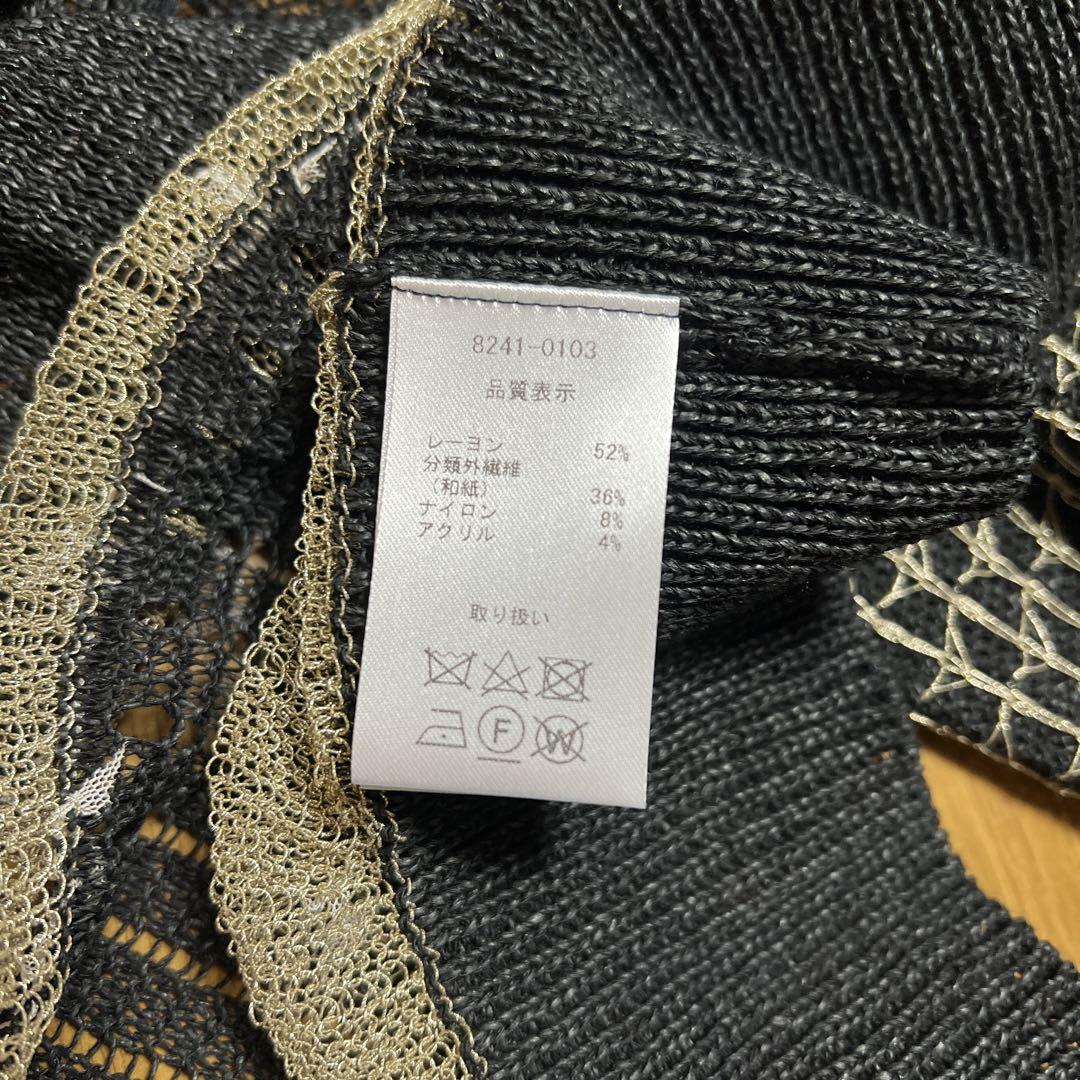 8241-0103
品質表示
レーヨン 52%
分類外繊維
(和紙) 36%
ナイロン 8%
アクリル 4%
取り扱い
F W